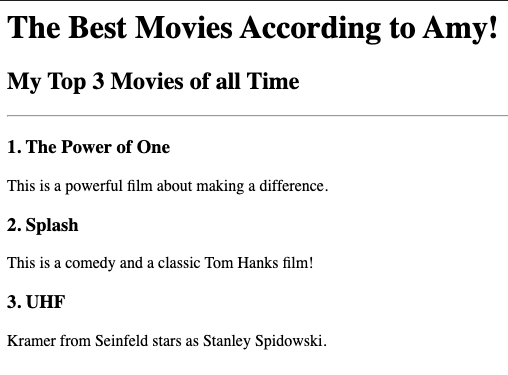 The Best Movies According to Amy!
My Top 3 Movies of all Time
1. The Power of One
This is a powerful film about making a difference.
2. Splash
This is a comedy and a classic Tom Hanks film!
3. UHF
Kramer from Seinfeld stars as Stanley Spidowski.